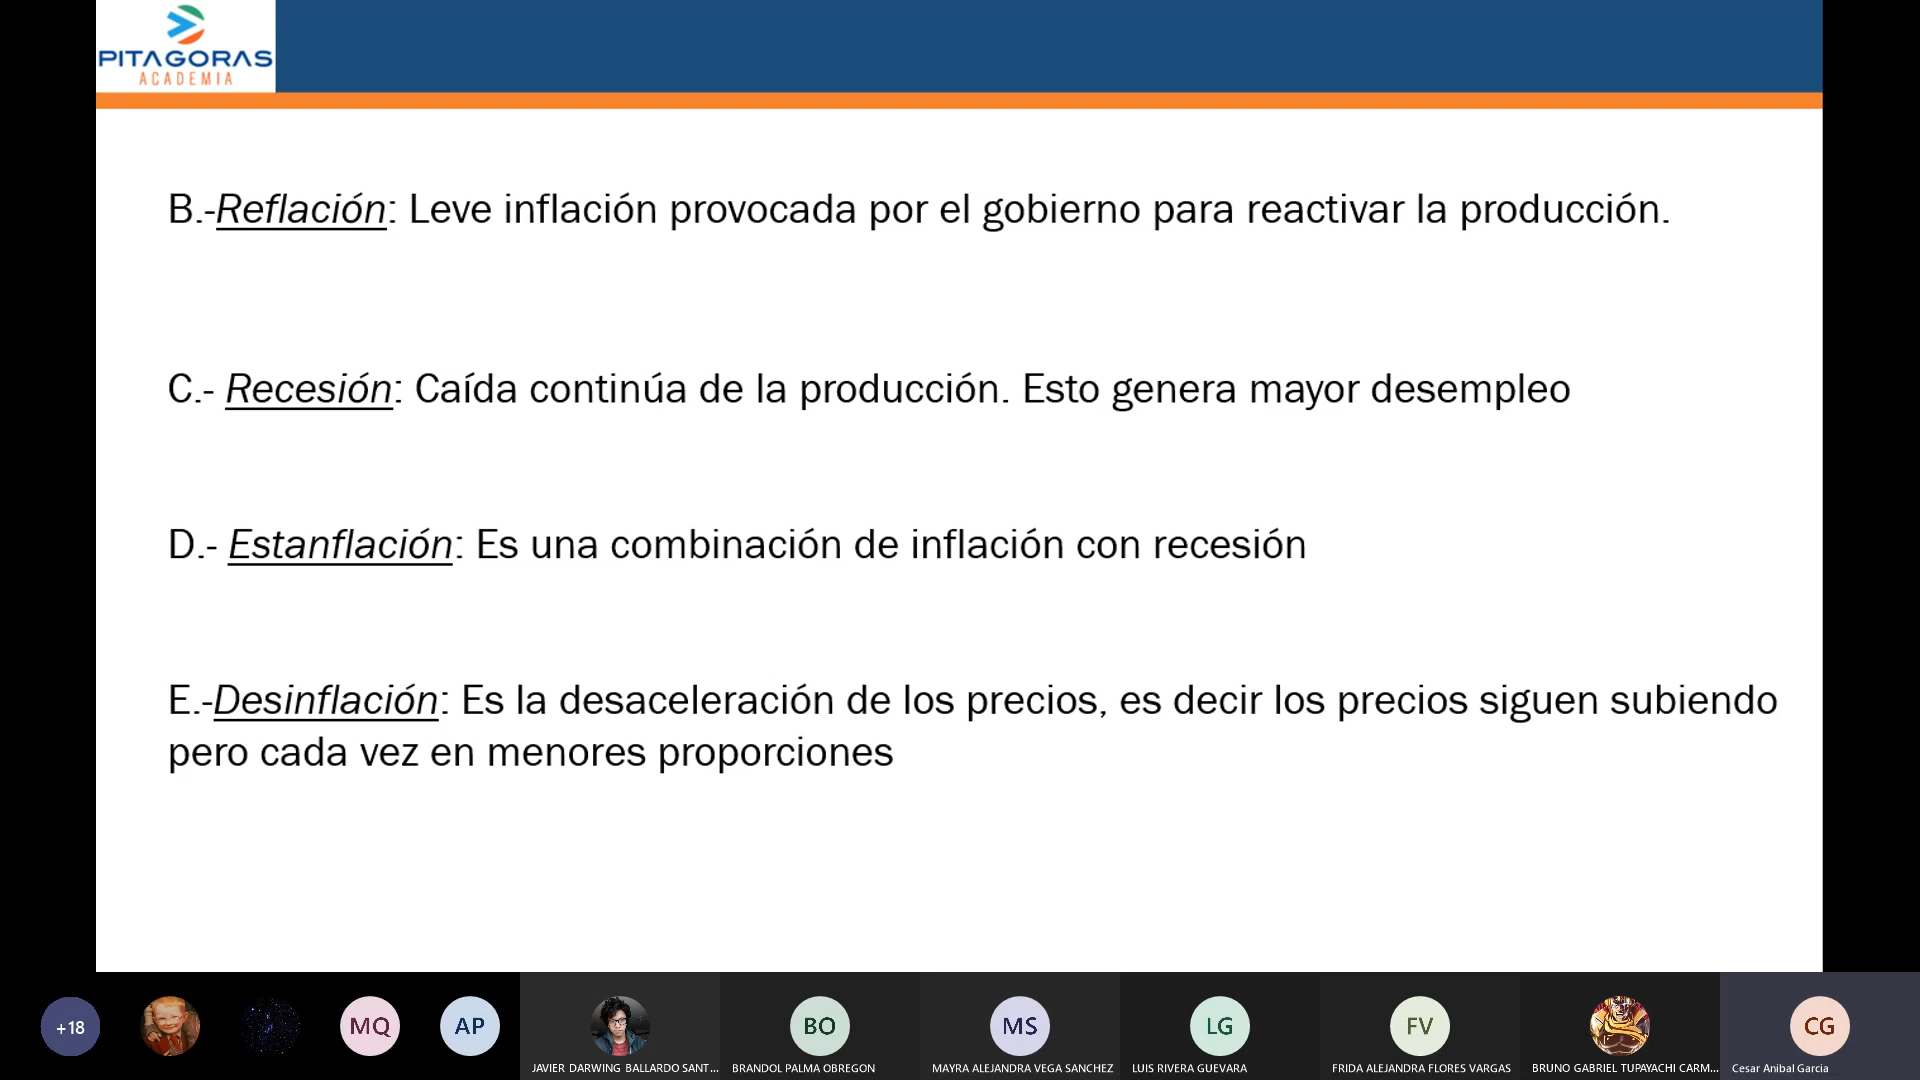 PITAGORAS
ACADEMIA
B.-Reflación: Leve inflación provocada por el gobierno para reactivar la producción.
C.- Recesión: Caída continúa de la producción. Esto genera mayor desempleo
D.- Estanflación: Es una combinación de inflación con recesión
E.-Desinflación: Es la desaceleración de los precios, es decir los precios siguen subiendo
pero cada vez en menores proporciones
+18
MQ
AP
JAVIER DARWING BALLARDO SANT...
BO
BRANDOL PALMA OBREGON
MS
MAYRA ALEJANDRA VEGA SANCHEZ
LG
LUIS RIVERA GUEVARA
FV
FRIDA ALEJANDRA FLORES VARGAS
BRUNO GABRIEL TUPAYACHI CARM...
CG
Cesar Anibal Garcia